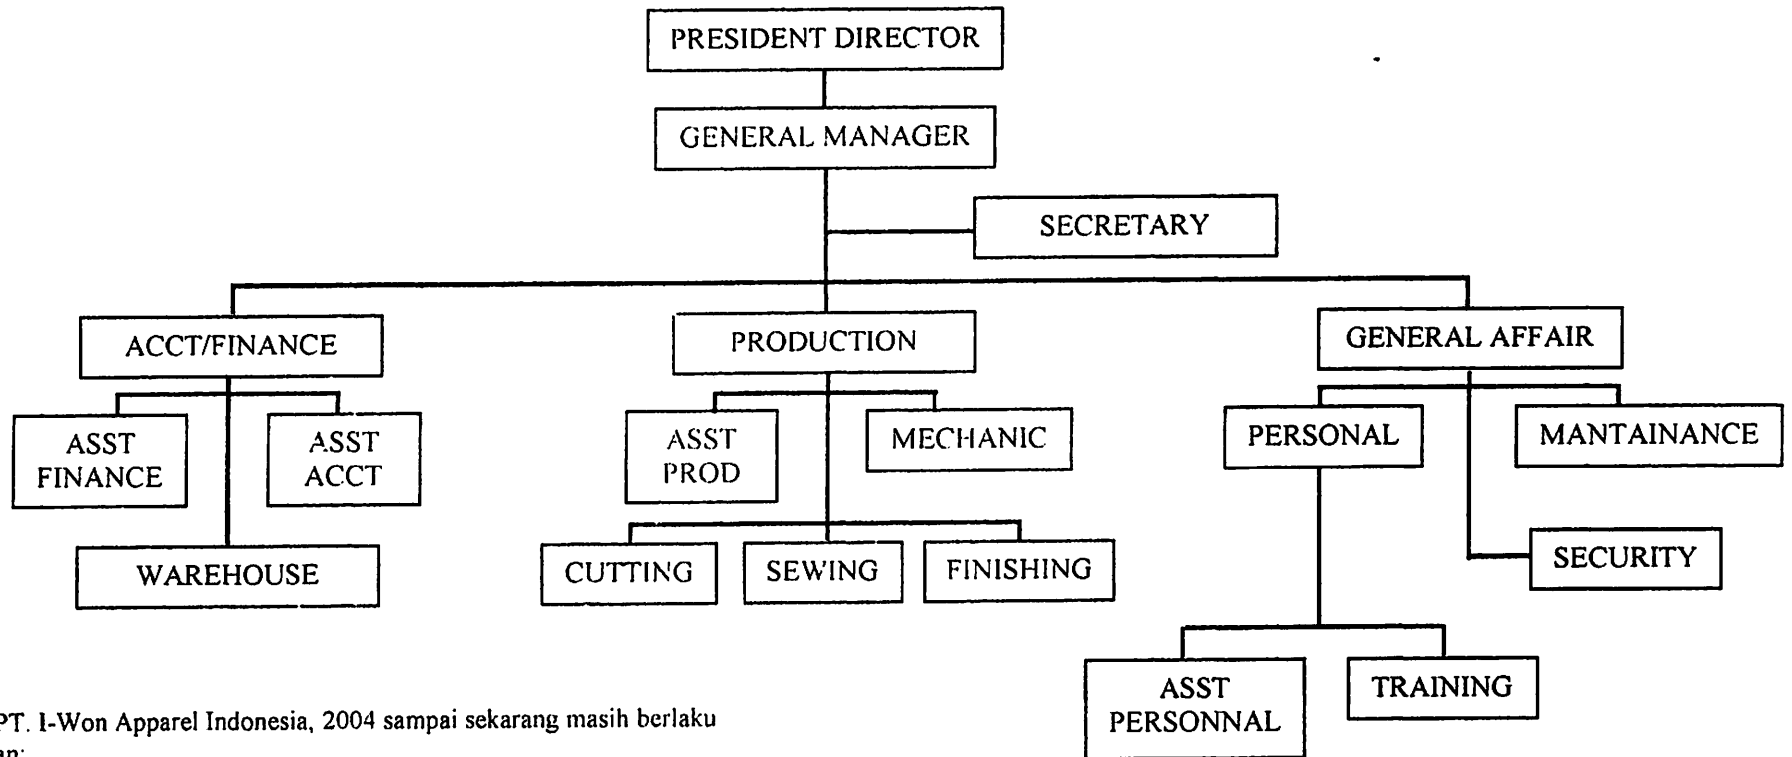 PRESIDENT DIRECTOR
GENERAL MANAGER
SECRETARY
ACCT/FINANCE
PRODUCTION
GENERAL AFFAIR
ASST
FINANCE
ASST
ACCT
ASST
PROD
MECHANIC
PERSONAL
MANTAINANCE
WAREHOUSE
CUTTING
SEWING
FINISHING
SECURITY
ASST
PERSONNAL
TRAINING
PT. I-Won Apparel Indonesia, 2004 sampai sekarang masih berlaku
an: